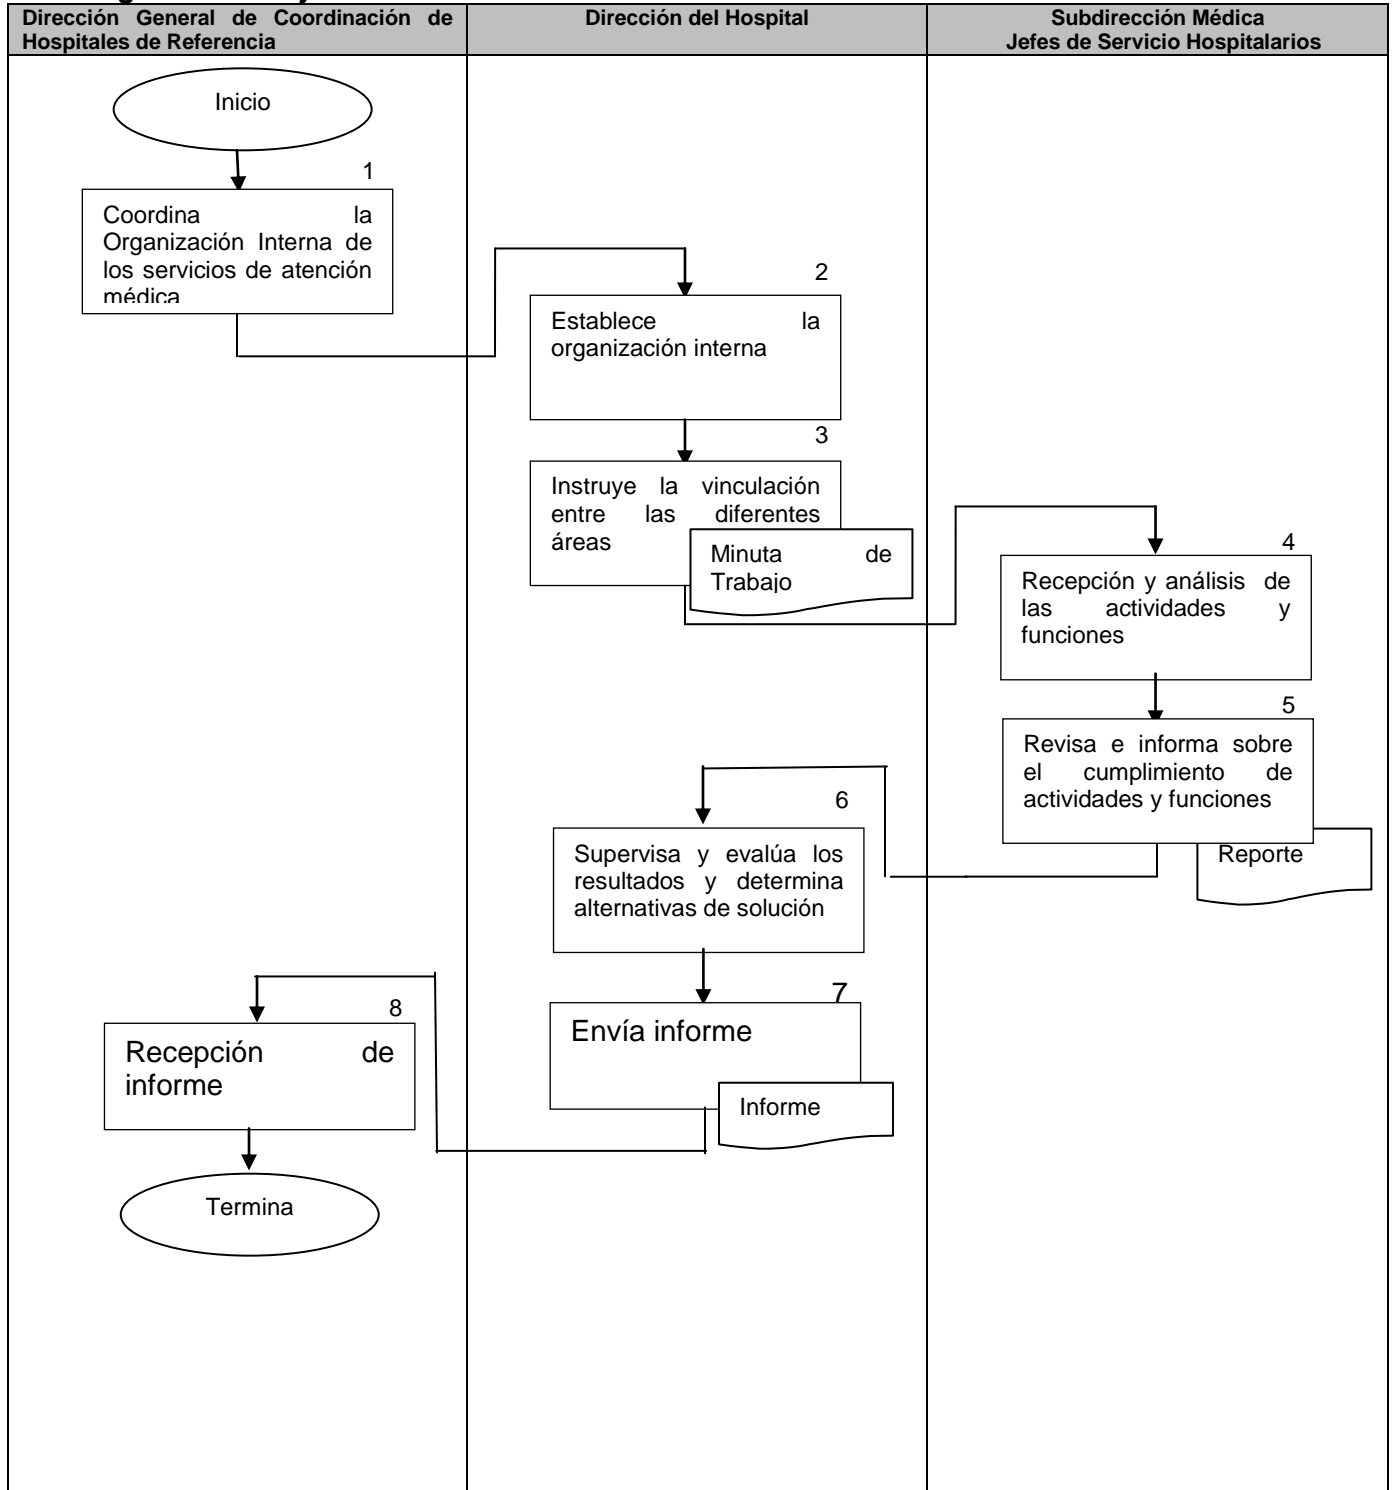 Dirección General de Coordinación de
Hospitales de Referencia
Dirección del Hospital
Subdirección Médica
Jefes de Servicio Hospitalarios
Inicio
1
Coordina la
Organización Interna de
los servicios de atención
médica
2
Establece la
organización interna
3
Instruye la vinculación
entre las diferentes
áreas
Minuta de
Trabajo
4
Recepción y análisis de
las actividades y
funciones
5
Revisa e informa sobre
el cumplimiento de
actividades y funciones
Reporte
6
Supervisa y evalúa los
resultados y determina
alternativas de solución
7
Envía informe
Informe
8
Recepción de
informe
Termina